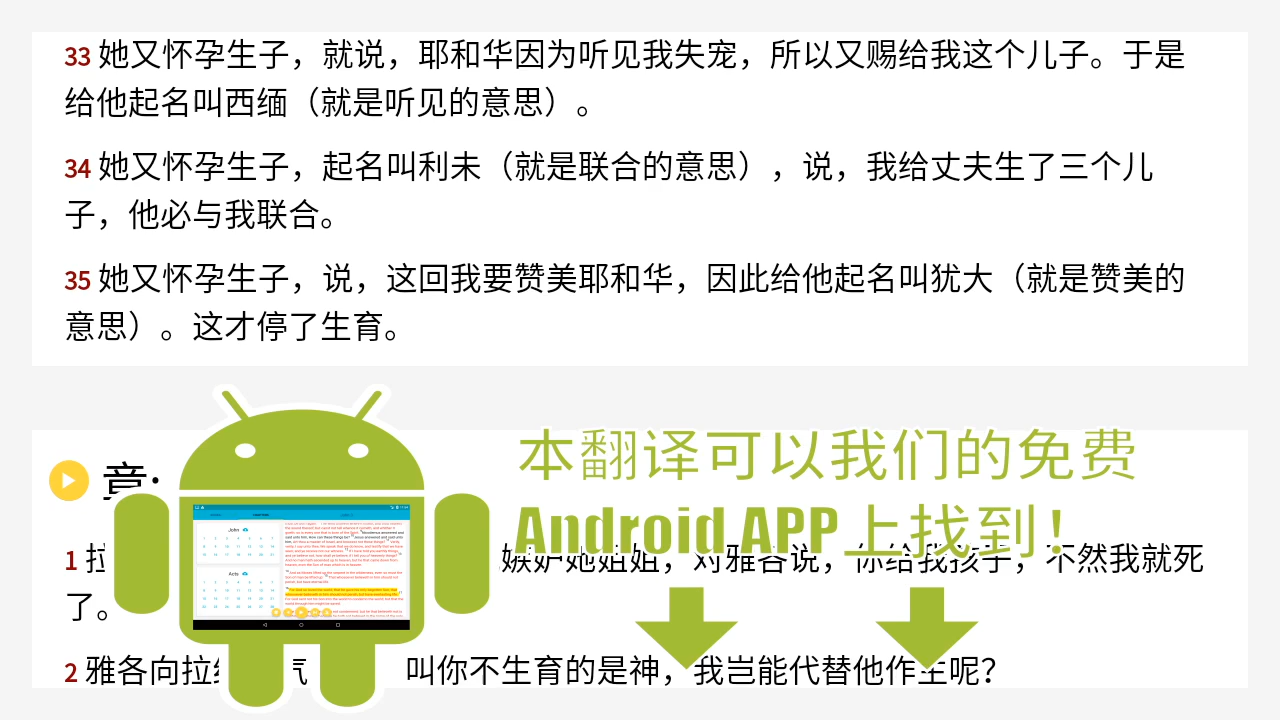 33 她又怀孕生子，就说，耶和华因为听见我失宠，所以又赐给我这个儿子。于是
给他起名叫西缅（就是听见的意思）。
34 她又怀孕生子，起名叫利未（就是联合的意思），说，我给丈夫生了三个儿
子，他必与我联合。
35 她又怀孕生子，说，这回我要赞美耶和华，因此给他起名叫犹大（就是赞美的
意思）。这才停了生育。
本翻译可以我们的免费
Android APP 上找到！
1 拉 嫉妒她姐姐，对雅各说，你给我孩子，不然我就死
了。
2 雅各向拉 气 叫你不生育的是神，我岂能代替他作主呢？
John
Acts